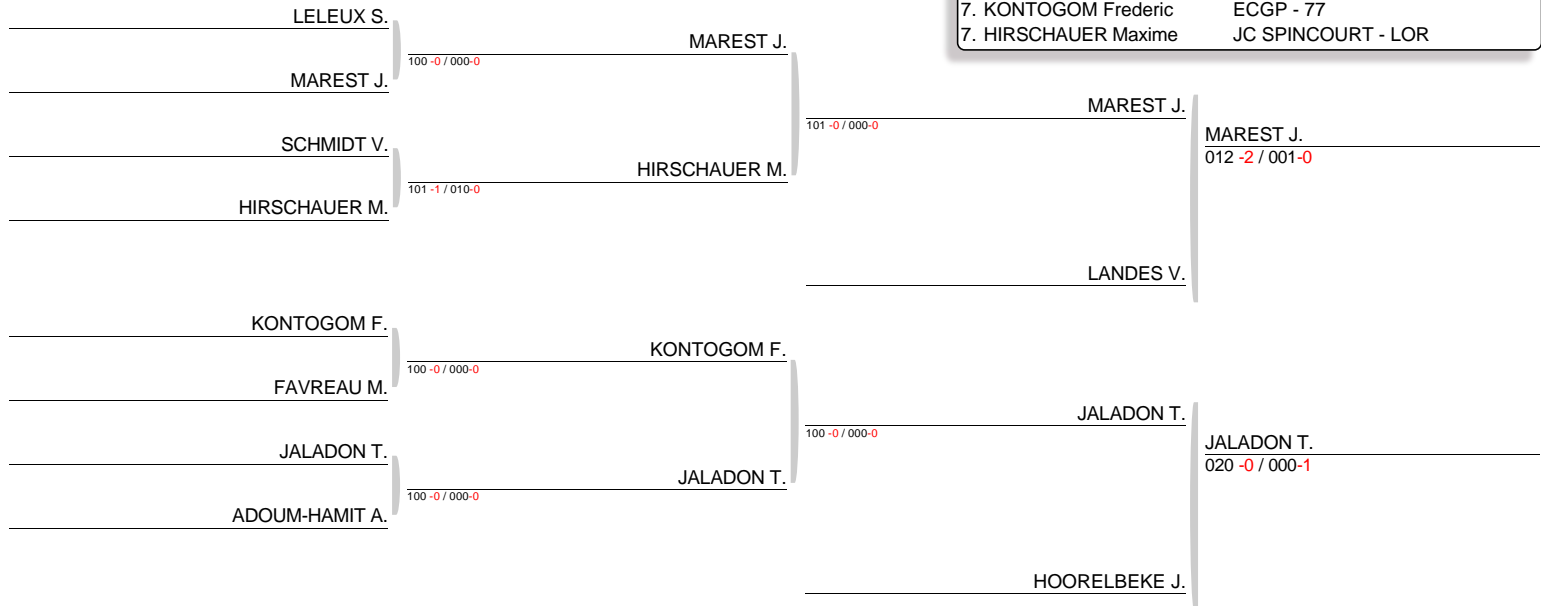 7. KONTOGOM Frederic ECGP - 77
7. HIRSCHAUER Maxime JC SPINCOURT - LOR
LELEUX S.
MAREST J.
100 -0 / 000-0
MAREST J.
MAREST J.
101 -0 / 000-0
MAREST J.
012 -2 / 001-0
SCHMIDT V.
HIRSCHAUER M.
101 -1 / 010-0
HIRSCHAUER M.
LANDES V.
KONTOGOM F.
KONTOGOM F.
100 -0 / 000-0
FAVREAU M.
JALADON T.
100 -0 / 000-0
JALADON T.
020 -0 / 000-1
JALADON T.
JALADON T.
100 -0 / 000-0
ADOUM-HAMIT A.
HOORELBEKE J.